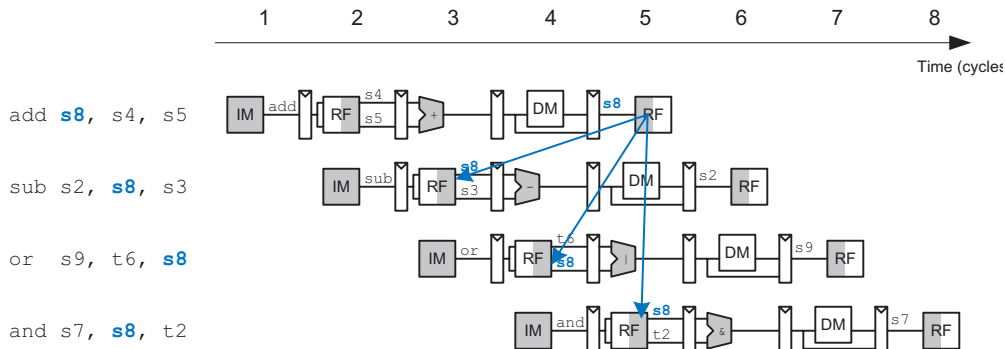 1 2 3 4 5 6 7 8
Time (cycles
add s8, s4, s5
IM add RF s4 s5 + DM s8 RF
sub s2, s8, s3
IM sub RF s8 s3 - DM s2 RF
or s9, t6, s8
IM or RF t6 s8 | DM s9 RF
and s7, s8, t2
IM and RF s8 t2 & DM s7 RF